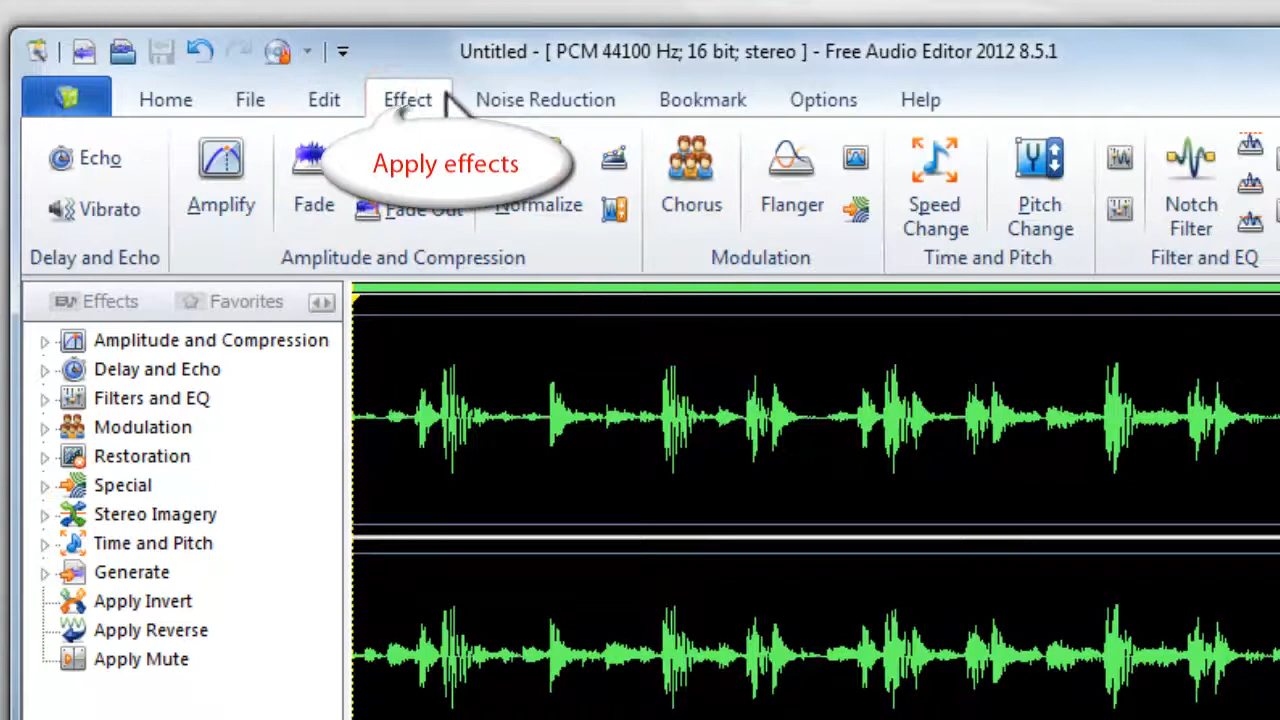 Untitled - [ PCM 44100 Hz; 16 bit; stereo ] - Free Audio Editor 2012 8.5.1
Home File Edit Effect Noise Reduction Bookmark Options Help
Apply effects
Echo
Vibrato
Delay and Echo
Amplify
Fade
Fade Out
Normalize
Amplitude and Compression
Chorus
Flanger
Modulation
Speed
Change
Pitch
Change
Time and Pitch
Notch
Filter
Filter and EQ
Effects Favorites
Amplitude and Compression
Delay and Echo
Filters and EQ
Modulation
Restoration
Special
Stereo Imagery
Time and Pitch
Generate
Apply Invert
Apply Reverse
Apply Mute